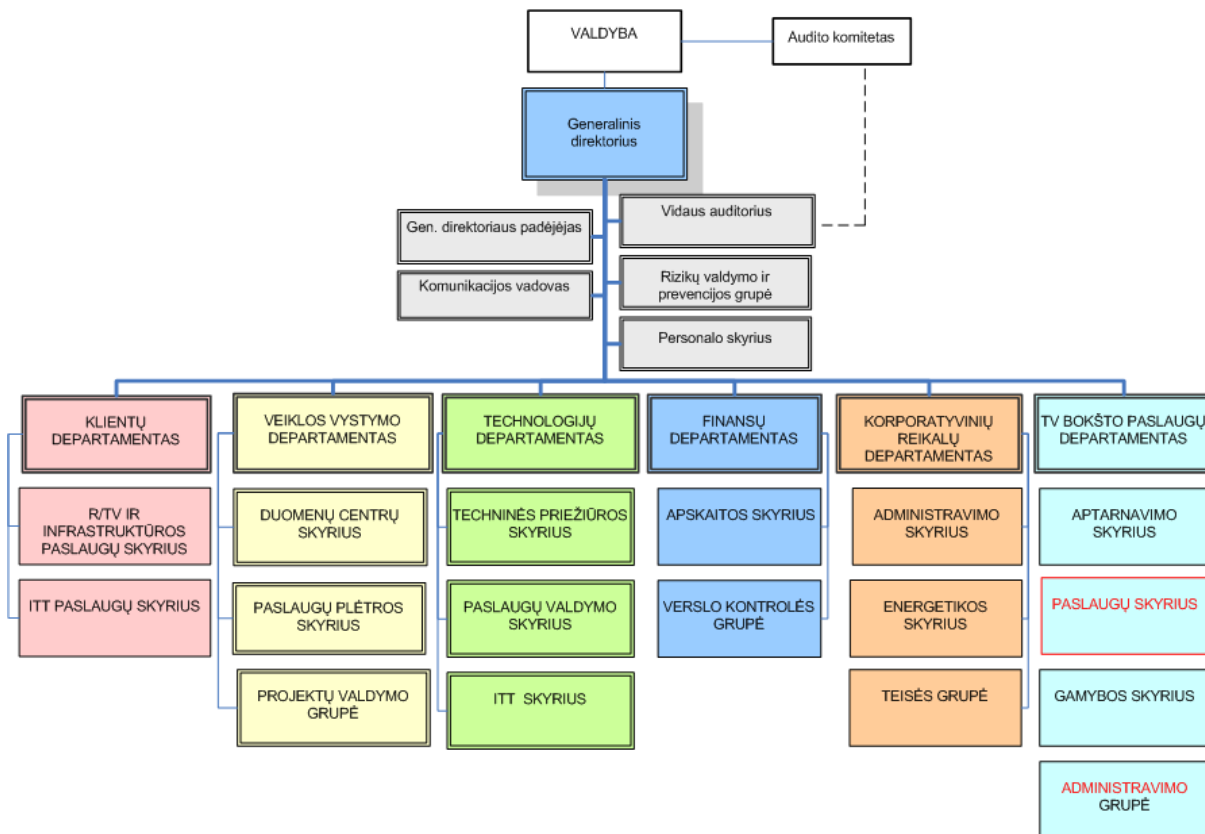 VALDYBA
Audito komitetas
Generalinis
direktorius
Gen. direktoriaus padėjėjas
Vidaus auditorius
Komunikacijos vadovas
Rizikų valdymo ir
prevencijos grupė
Personalo skyrius
KLIENTŲ
DEPARTAMENTAS
R/TV IR
INFRASTRUKTŪROS
PASLAUGŲ SKYRIUS
ITT PASLAUGŲ SKYRIUS
VEIKLOS VYSTYMO
DEPARTAMENTAS
DUOMENŲ CENTRŲ
SKYRIUS
PASLAUGŲ PLĖTROS
SKYRIUS
PROJEKTŲ VALDYMO
GRUPĖ
TECHNOLOGIJŲ
DEPARTAMENTAS
TECHNINĖS PRIEŽIŪROS
SKYRIUS
PASLAUGŲ VALDYMO
SKYRIUS
ITT SKYRIUS
FINANSŲ
DEPARTAMENTAS
APSKAITOS SKYRIUS
VERSLO KONTROLĖS
GRUPĖ
KORPORATYVINIŲ
REIKALŲ
DEPARTAMENTAS
ADMINISTRAVIMO
SKYRIUS
ENERGETIKOS
SKYRIUS
TEISĖS GRUPĖ
TV BOKŠTO PASLAUGŲ
DEPARTAMENTAS
APTARNAVIMO
SKYRIUS
PASLAUGŲ SKYRIUS
GAMYBOS SKYRIUS
ADMINISTRAVIMO
GRUPĖ